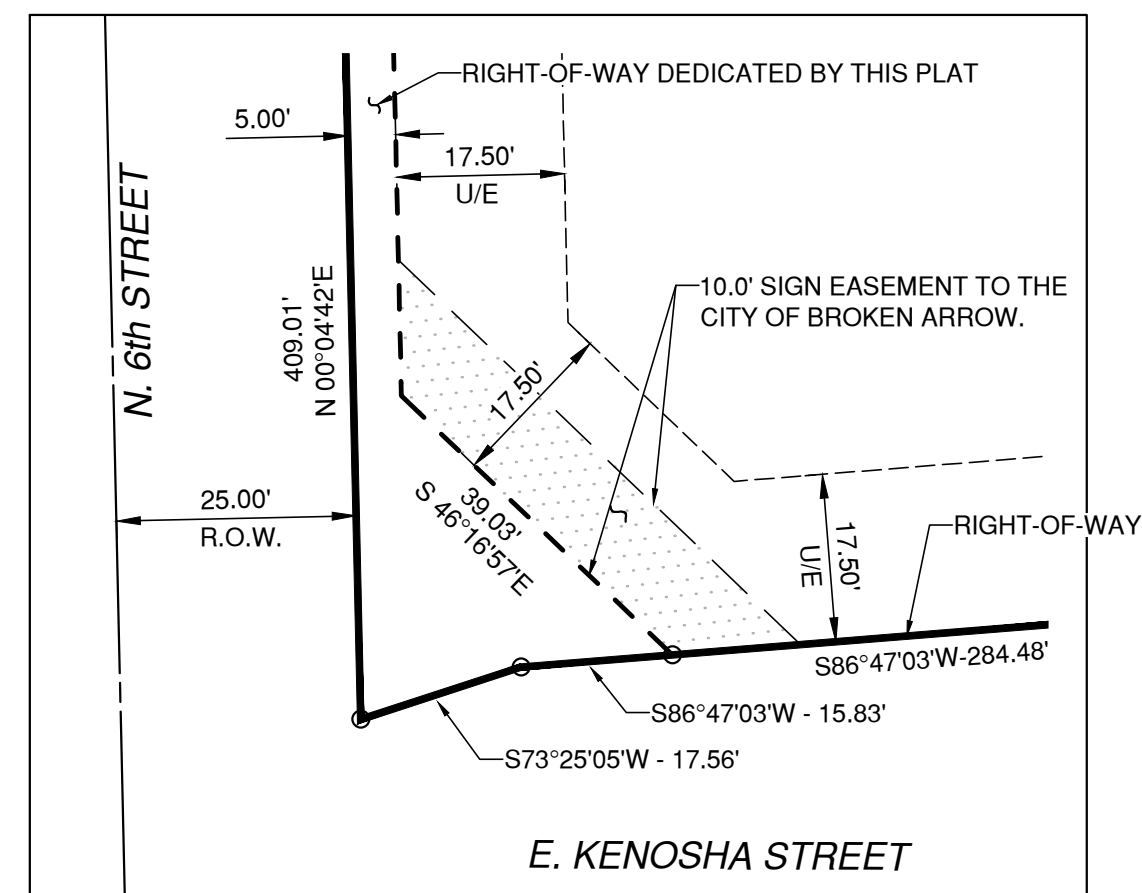 RIGHT-OF-WAY DEDICATED BY THIS PLAT
5.00'
17.50'
U/E
N. 6th STREET
409.01'
N 00°04'42"E
10.0' SIGN EASEMENT TO THE
CITY OF BROKEN ARROW.
17.50'
39.03'
S 46°16'57"E
25.00'
R.O.W.
17.50'
U/E
RIGHT-OF-WAY
S86°47'03'W-284.48'
S86°47'03'W - 15.83'
S73°25'05'W - 17.56'
E. KENOSHA STREET